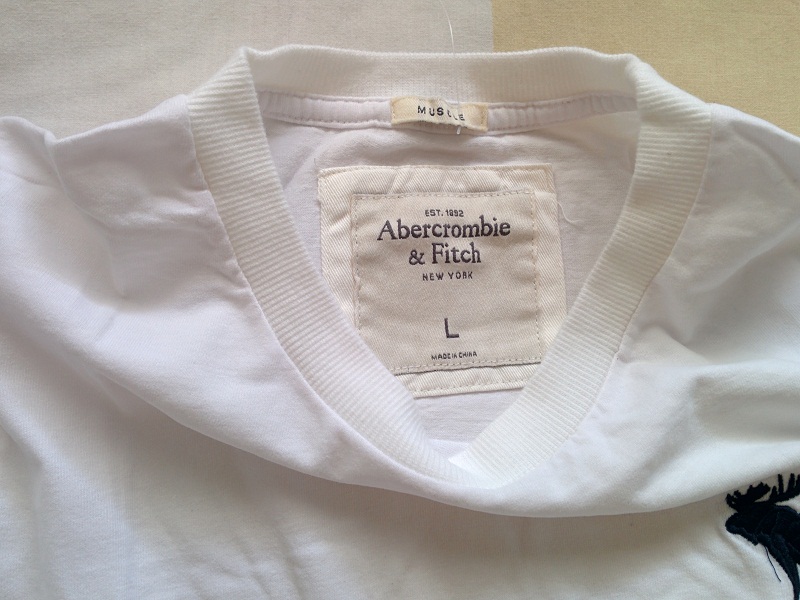 MUSCLE
EST. 1892
Abercrombie
& Fitch
NEW YORK
L
MADE IN CHINA